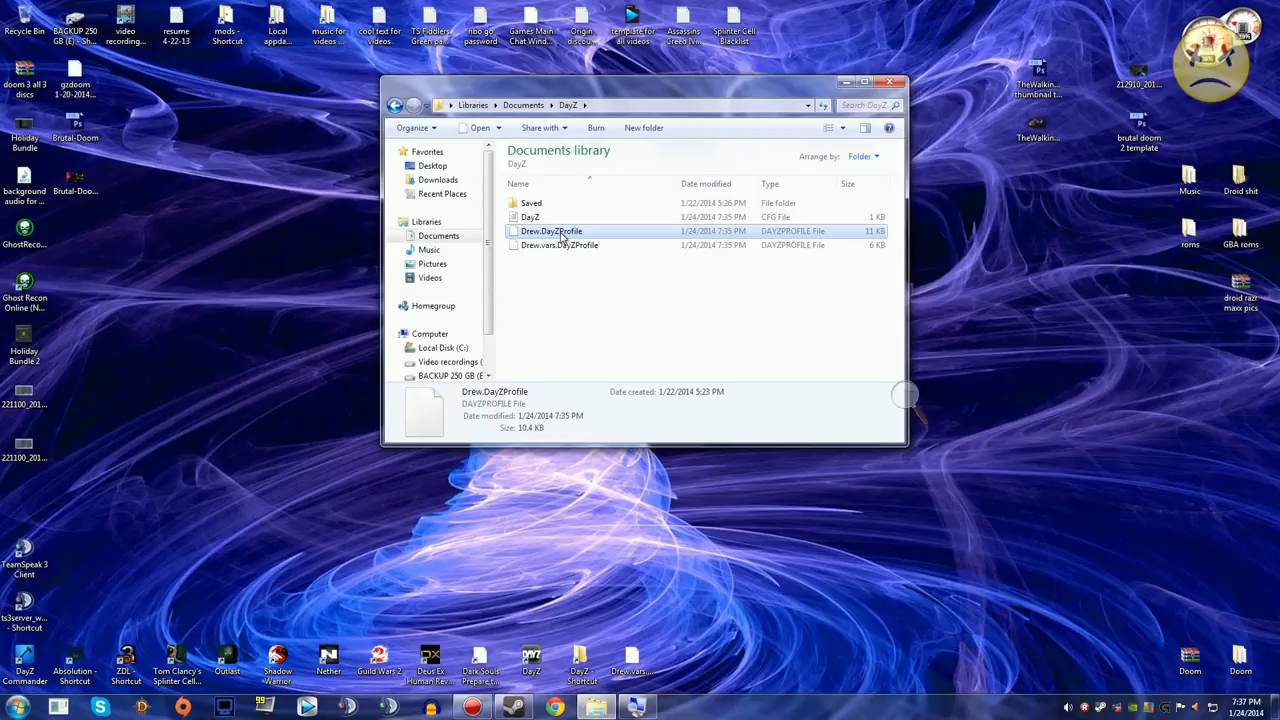 Recycle Bin
BACKUP 250
GB (E) - Sh...
video
recording...
resume
4-22-13
mods -
Shortcut
Local
appda...
music for
videos ...
cool text for
videos
TS Fiddlers
Green pa...
hbo go
password
Games Main
Chat Wind...
Origin
discou...
template
for all videos
Assassins
Greed IV...
Splinter Cell
Blacklist
doom 3 all 3
discs
gzdoom
1-20-2014...
Holiday
Bundle
Brutal-Doom
background
audio for ...
Brutal-Doo...
GhostReco...
Ghost Recon
Online (N...
Holiday
Bundle 2
221100_201...
221100_201...
TeamSpeak 3
Client
ts3server_w...
- Shortcut
TheWalkin...
thumbnail t...
212910_201...
TheWalkin...
brutal doom
2 template
Music
Droid shit
roms
GBA roms
droid razr
maxx pics
Libraries
Documents
DayZ
Search DayZ
Organize
Open
Share with
Burn
New folder
Favorites
Desktop
Downloads
Recent Places
Libraries
Documents
Music
Pictures
Videos
Homegroup
Computer
Local Disk (C:)
Video recordings (
BACKUP 250 GB (E
Documents library
DayZ
Arrange by: Folder
Name Date modified Type Size
Saved 1/22/2014 5:26 PM File folder
DayZ 1/24/2014 7:35 PM CFG File 1 KB
Drew.DayZProfile 1/24/2014 7:35 PM DAYZPROFILE File 11 KB
Drew.vars.DayZProfile 1/24/2014 7:35 PM DAYZPROFILE File 6 KB
Drew.DayZProfile Date created: 1/22/2014 5:23 PM
DAYZPROFILE File
Date modified: 1/24/2014 7:35 PM
Size: 10.4 KB
DayZ
Commander
Absolution -
Shortcut
ZDL -
Shortcut
Tom Clancy's
Splinter Cell...
Outlast
Shadow
Warrior
Nether
Guild Wars 2
Deus Ex
Human Rev...
Dark Souls
Prepare t...
DayZ
DayZ -
Shortcut
Drew.vars....
Doom
Doom
99
7:37 PM
1/24/2014